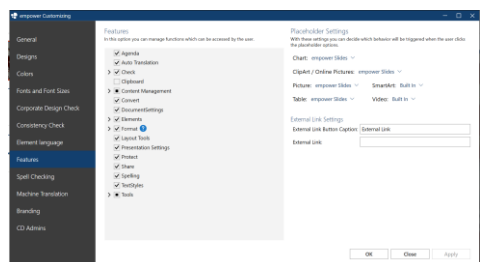 empower Customizing
General
Designs
Colors
Fonts and Font Sizes
Corporate Design Check
Consistency Check
Element language
Features
Spell Checking
Machine Translation
Branding
CD Admins
Features
In this option you can manage functions which can be accessed by the user.
Agenda
Auto Translation
Check
Clipboard
Content Management
Convert
DocumentSettings
Elements
Format ?
Layout Tools
Presentation Settings
Protect
Share
Spelling
TextStyles
Tools
Placeholder Settings
With these settings you can decide which behavior will be triggered when the user clicks
the placeholder options.
Chart: empower Slides
ClipArt / Online Pictures: empower Slides
Picture: empower Slides SmartArt: Built In
Table: empower Slides Video: Built In
External Link Settings
External Link Button Caption: External Link
External Link:
OK Close Apply